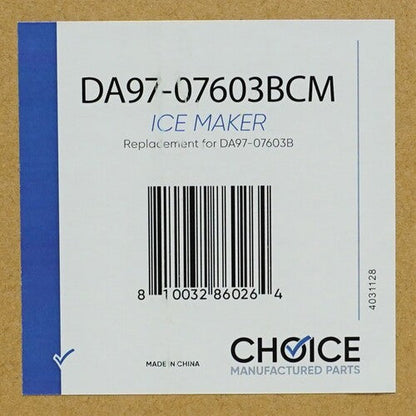 DA97-07603BCM
ICE MAKER
Replacement for DA97-07603B
8 10032 86026 4
4031128
MADE IN CHINA
CHOICE
MANUFACTURED PARTS